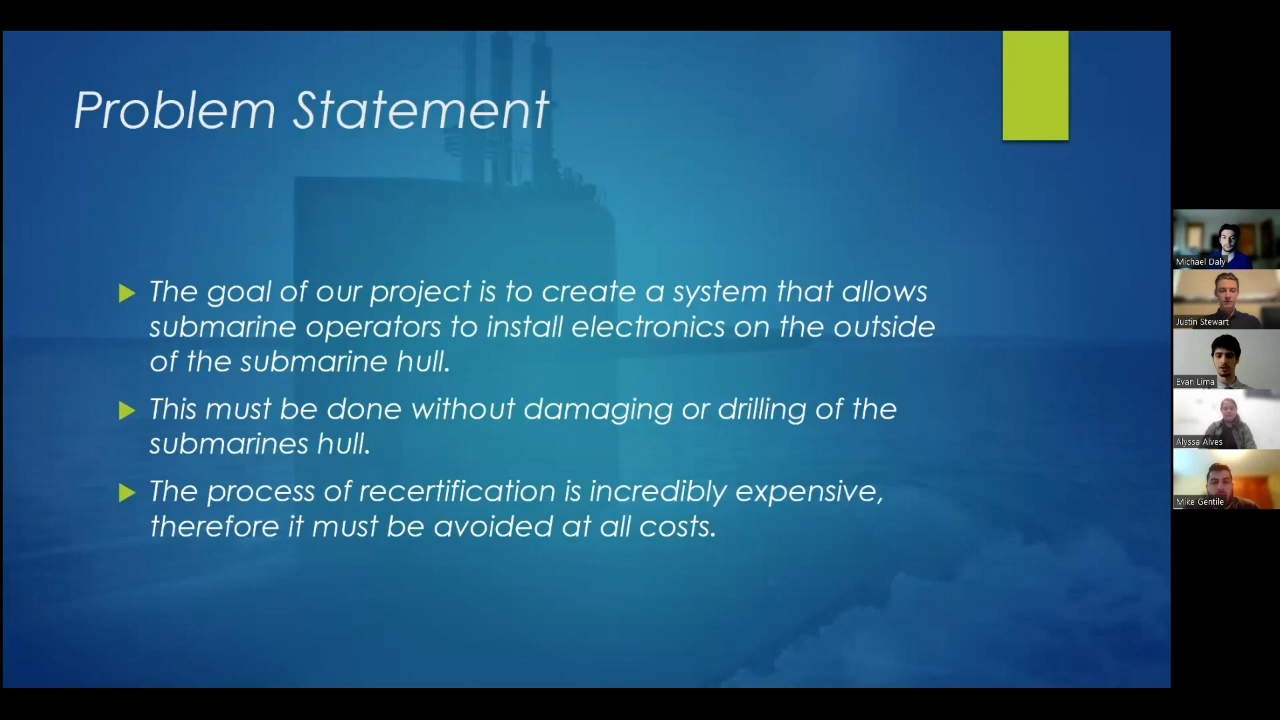 Problem Statement
The goal of our project is to create a system that allows
submarine operators to install electronics on the outside
of the submarine hull.
This must be done without damaging or drilling of the
submarines hull.
The process of recertification is incredibly expensive,
therefore it must be avoided at all costs.
Michael Daly
Justin Stewart
Evan Lima
Alyssa Alves
Mike Gentile